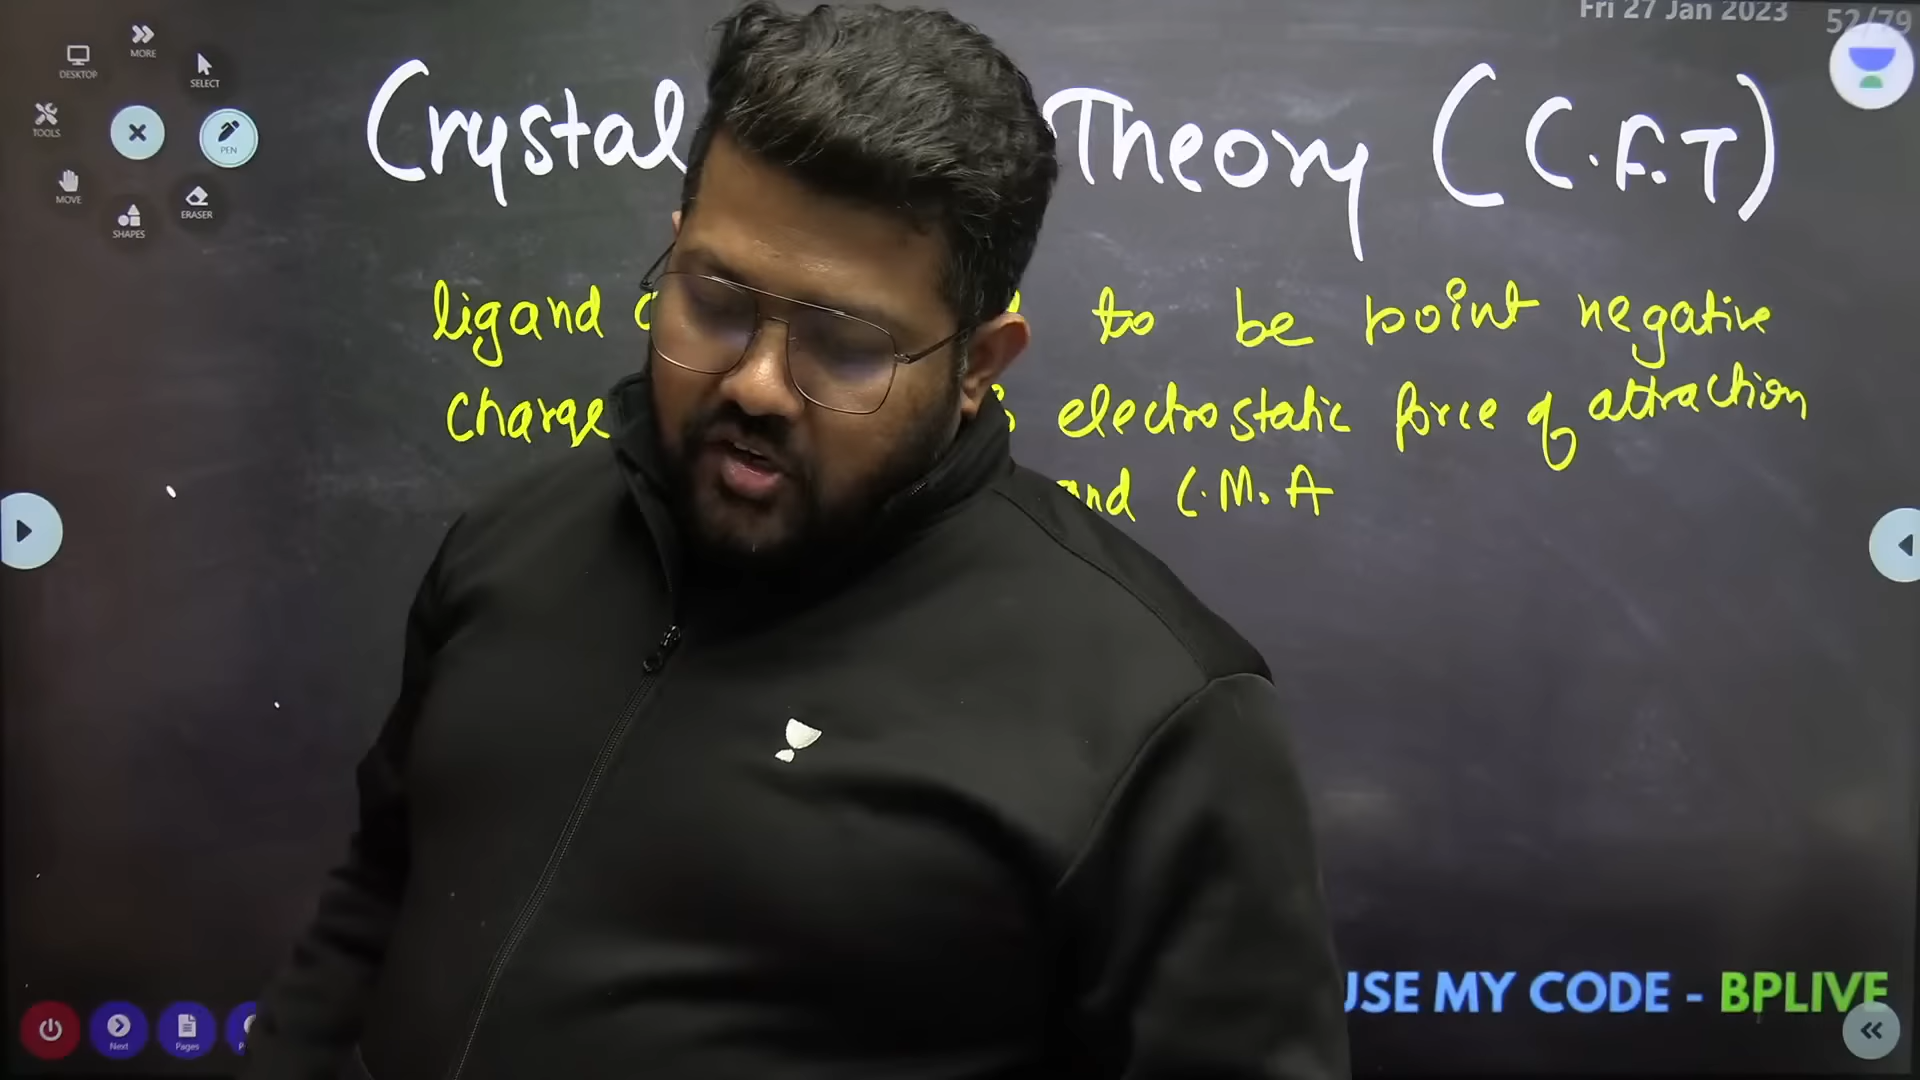 Fri 27 Jan 2023 52/79
MORE
DESKTOP
SELECT
TOOLS
PEN
MOVE
ERASER
SHAPES
Crystal Theory (C.F.T)
ligand to be point negative
charge electrostatic force of attraction
and C.M.A
USE MY CODE - BPLIVE
Next
Pages